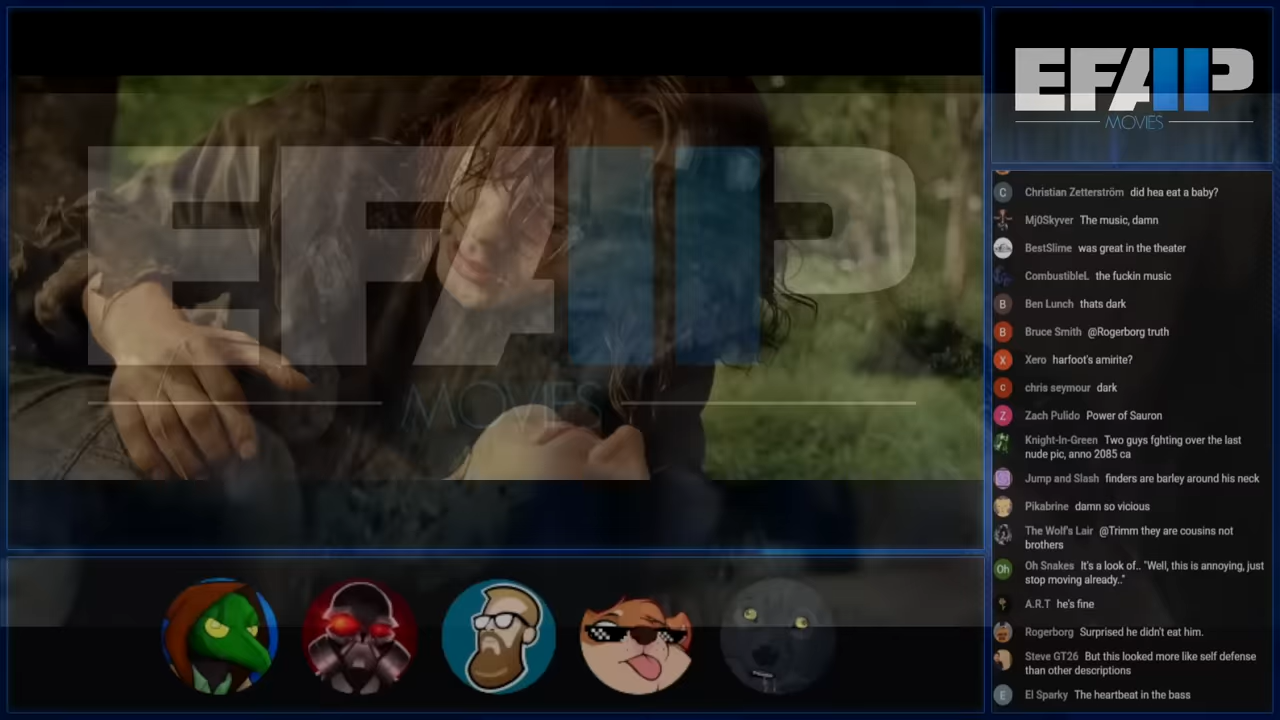 EFAP
MOVIES
EFAP
MOVIES
Christian Zetterström did hea eat a baby?
Mj0Skyver The music, damn
BestSlime was great in the theater
CombustibleL the fuckin music
B
Ben Lunch thats dark
B
Bruce Smith @Rogerborg truth
X
Xero harfoot's amirite?
c
chris seymour dark
Z
Zach Pulido Power of Sauron
Knight-In-Green Two guys fghting over the last
nude pic, anno 2085 ca
Jump and Slash finders are barley around his neck
Pikabrine damn so vicious
The Wolf's Lair @Trimm they are cousins not
brothers
Oh
Oh Snakes It's a look of.. "Well, this is annoying, just
stop moving already.."
A.R.T he's fine
Rogerborg Surprised he didn't eat him.
Steve GT26 But this looked more like self defense
than other descriptions
E
El Sparky The heartbeat in the bass